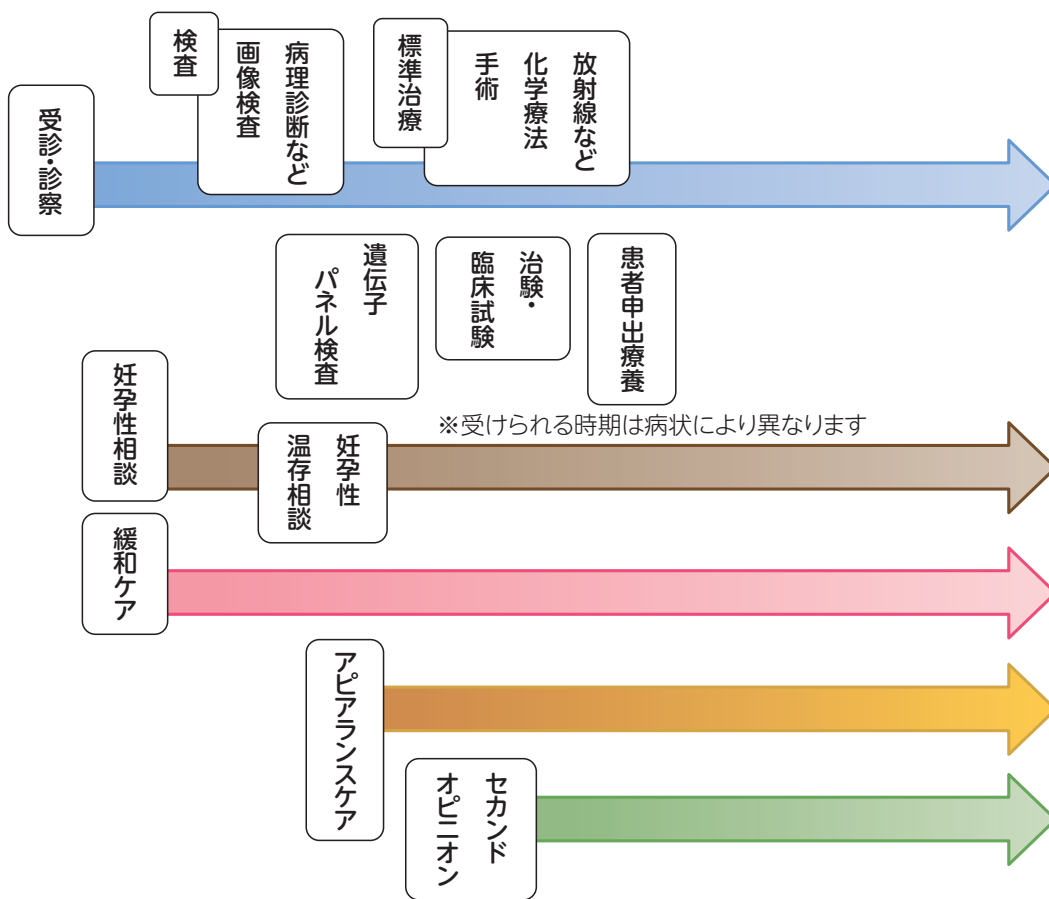 受診・診察
検査
病理診断など
画像検査
標準治療
放射線など
化学療法
手術
遺伝子
パネル検査
治験・
臨床試験
患者申出療養
※受けられる時期は病状により異なります
妊孕性相談
妊孕性
温存相談
緩和ケア
アピアランスケア
セカンド
オピニオン